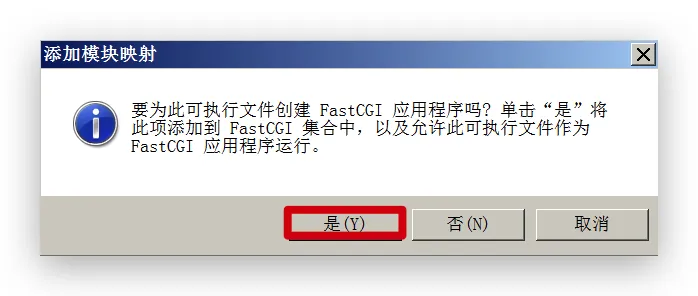 添加模块映射
要为此可执行文件创建 FastCGI 应用程序吗? 单击“是”将
此项添加到 FastCGI 集合中，以及允许此可执行文件作为
FastCGI 应用程序运行。
是(Y)
否(N)
取消